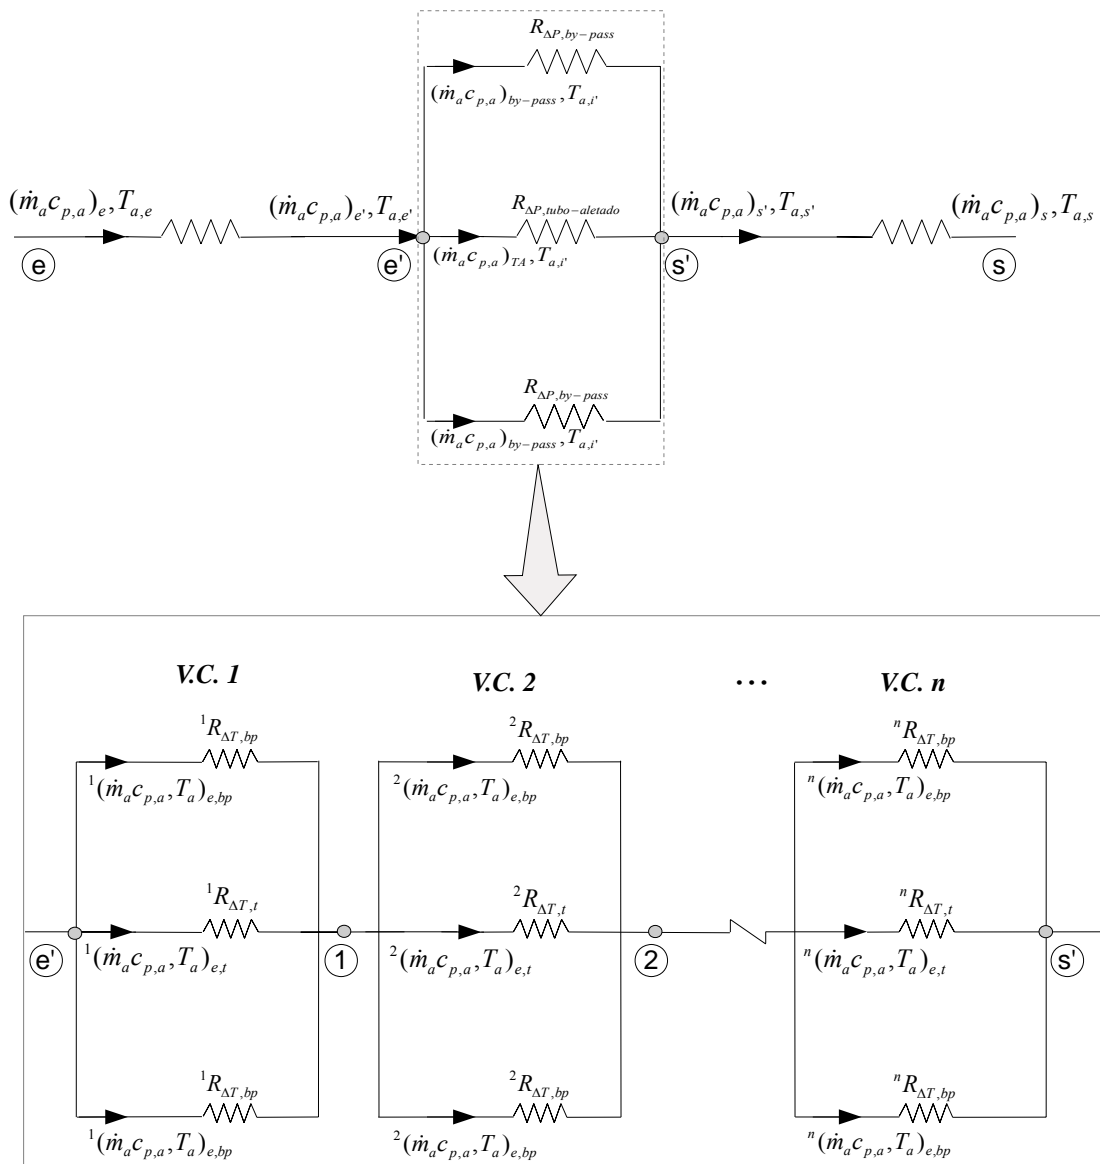 R_{ΔP,by−pass}
(ṁ_a c_{p,a})_{by−pass}, T_{a,i'}
(ṁ_a c_{p,a})_e, T_{a,e}
(ṁ_a c_{p,a})_{e'}, T_{a,e'}
R_{ΔP,tubo−aletado}
(ṁ_a c_{p,a})_{s'}, T_{a,s'}
(ṁ_a c_{p,a})_s, T_{a,s}
e
e'
(ṁ_a c_{p,a})_{TA}, T_{a,i'}
s'
s
R_{ΔP,by−pass}
(ṁ_a c_{p,a})_{by−pass}, T_{a,i'}
V.C. 1
V.C. 2
...
V.C. n
^1R_{ΔT,bp}
^2R_{ΔT,bp}
^nR_{ΔT,bp}
^1(ṁ_a c_{p,a}, T_a)_{e,bp}
^2(ṁ_a c_{p,a}, T_a)_{e,bp}
^n(ṁ_a c_{p,a}, T_a)_{e,bp}
^1R_{ΔT,t}
^2R_{ΔT,t}
^nR_{ΔT,t}
e'
^1(ṁ_a c_{p,a}, T_a)_{e,t}
1
^2(ṁ_a c_{p,a}, T_a)_{e,t}
2
^n(ṁ_a c_{p,a}, T_a)_{e,t}
s'
^1R_{ΔT,bp}
^2R_{ΔT,bp}
^nR_{ΔT,bp}
^1(ṁ_a c_{p,a}, T_a)_{e,bp}
^2(ṁ_a c_{p,a}, T_a)_{e,bp}
^n(ṁ_a c_{p,a}, T_a)_{e,bp}